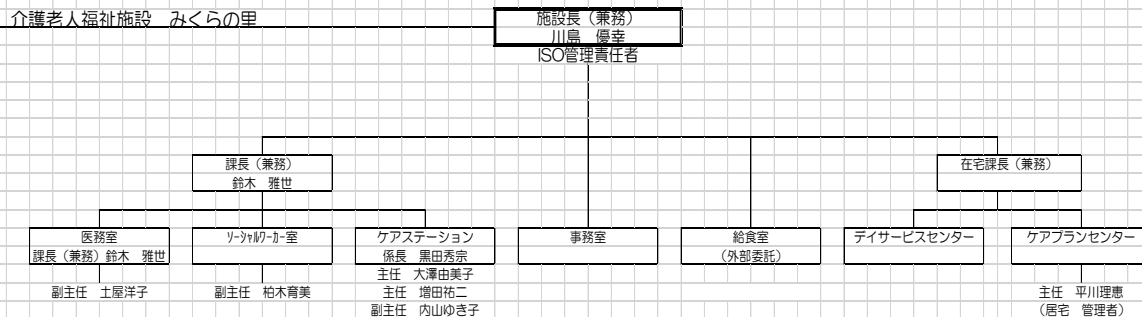 介護老人福祉施設　みくらの里
施設長（兼務）
川島　優幸
ISO管理責任者
課長（兼務）
鈴木　雅世
在宅課長（兼務）
医務室
課長（兼務）鈴木　雅世
副主任　土屋洋子
ｿｰｼｬﾙﾜｰｶｰ室
副主任　柏木育美
ケアステーション
係長　黒田秀宗
主任　大澤由美子
主任　増田祐二
副主任　内山ゆき子
事務室
給食室
（外部委託）
デイサービスセンター
ケアプランセンター
主任　平川理恵
（居宅　管理者）